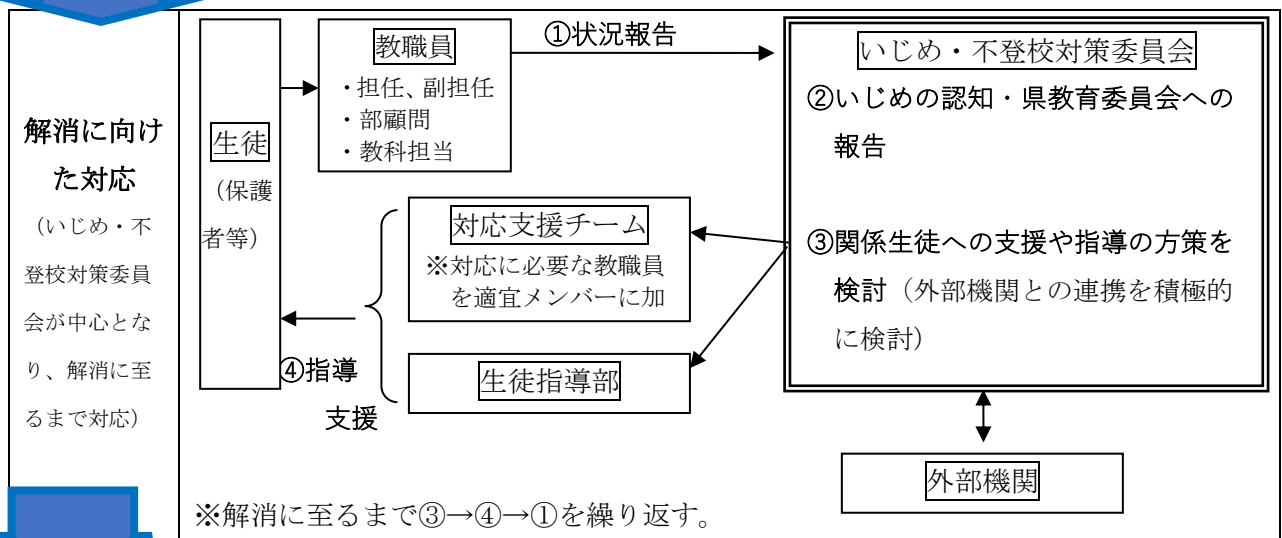 解消に向け
た対応
（いじめ・不
登校対策委員
会が中心とな
り、解消に至
るまで対応）
生徒
（保護
者等）
教職員
・担任、副担任
・部顧問
・教科担当
①状況報告
いじめ・不登校対策委員会
②いじめの認知・県教育委員会への
報告
③関係生徒への支援や指導の方策を
検討（外部機関との連携を積極的
に検討）
対応支援チーム
※対応に必要な教職員
を適宜メンバーに加
生徒指導部
④指導
支援
外部機関
※解消に至るまで③→④→①を繰り返す。